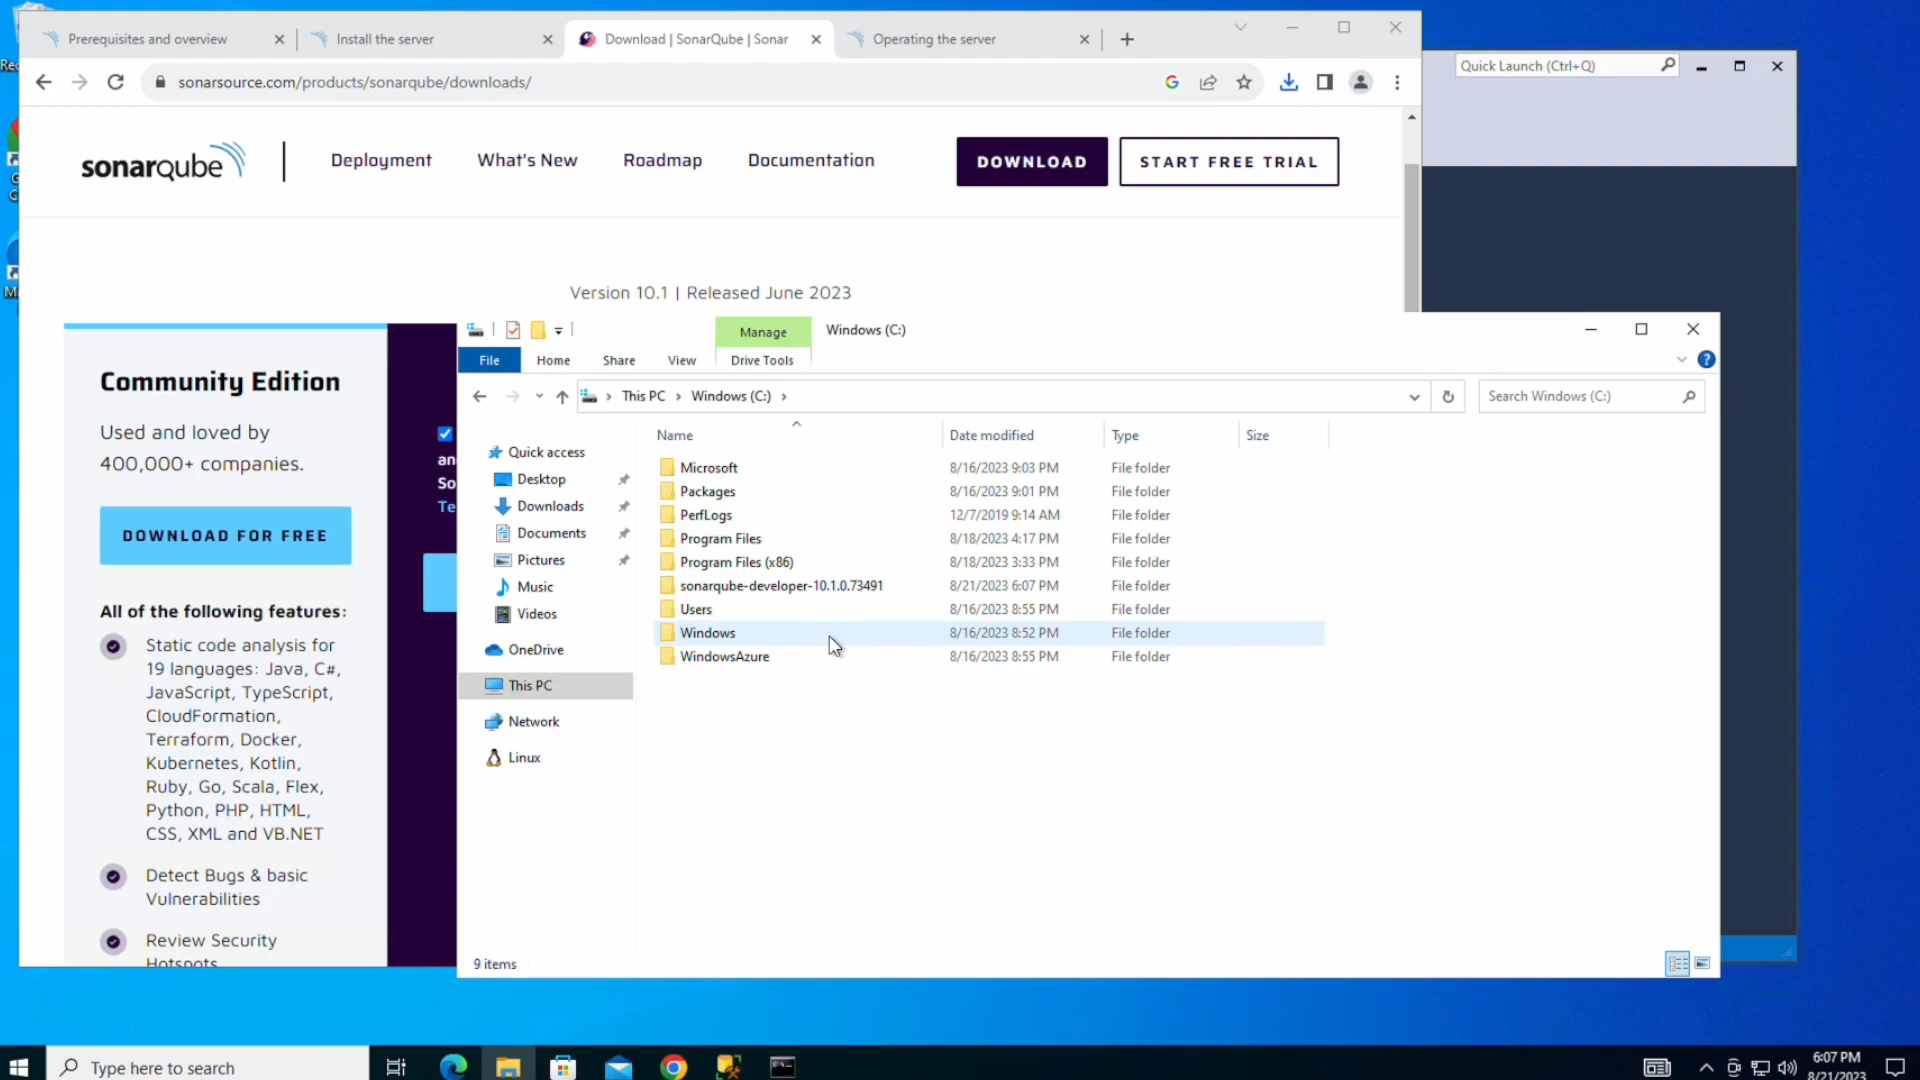 Prerequisites and overview
Install the server
Download | SonarQube | Sonar
Operating the server
sonarsource.com/products/sonarqube/downloads/
Quick Launch (Ctrl+Q)
sonarqube
Deployment
What's New
Roadmap
Documentation
DOWNLOAD
START FREE TRIAL
Version 10.1 | Released June 2023
Community Edition
Used and loved by
400,000+ companies.
DOWNLOAD FOR FREE
All of the following features:
Static code analysis for
19 languages: Java, C#,
JavaScript, TypeScript,
CloudFormation,
Terraform, Docker,
Kubernetes, Kotlin,
Ruby, Go, Scala, Flex,
Python, PHP, HTML,
CSS, XML and VB.NET
Detect Bugs & basic
Vulnerabilities
Review Security
Hotspots
an
So
Te
Manage
Windows (C:)
File
Home
Share
View
Drive Tools
This PC
Windows (C:)
Search Windows (C:)
Quick access
Desktop
Downloads
Documents
Pictures
Music
Videos
OneDrive
This PC
Network
Linux
Name Date modified Type Size
Microsoft 8/16/2023 9:03 PM File folder
Packages 8/16/2023 9:01 PM File folder
PerfLogs 12/7/2019 9:14 AM File folder
Program Files 8/18/2023 4:17 PM File folder
Program Files (x86) 8/18/2023 3:33 PM File folder
sonarqube-developer-10.1.0.73491 8/21/2023 6:07 PM File folder
Users 8/16/2023 8:55 PM File folder
Windows 8/16/2023 8:52 PM File folder
WindowsAzure 8/16/2023 8:55 PM File folder
9 items
Type here to search
6:07 PM
8/21/2023